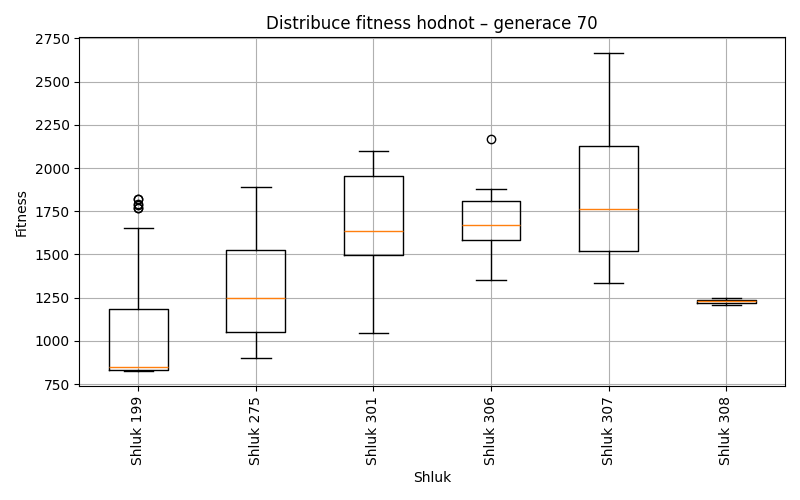 Distribuce fitness hodnot – generace 70
Fitness
2750
2500
2250
2000
1750
1500
1250
1000
750
Shluk 199
Shluk 275
Shluk 301
Shluk 306
Shluk 307
Shluk 308
Shluk